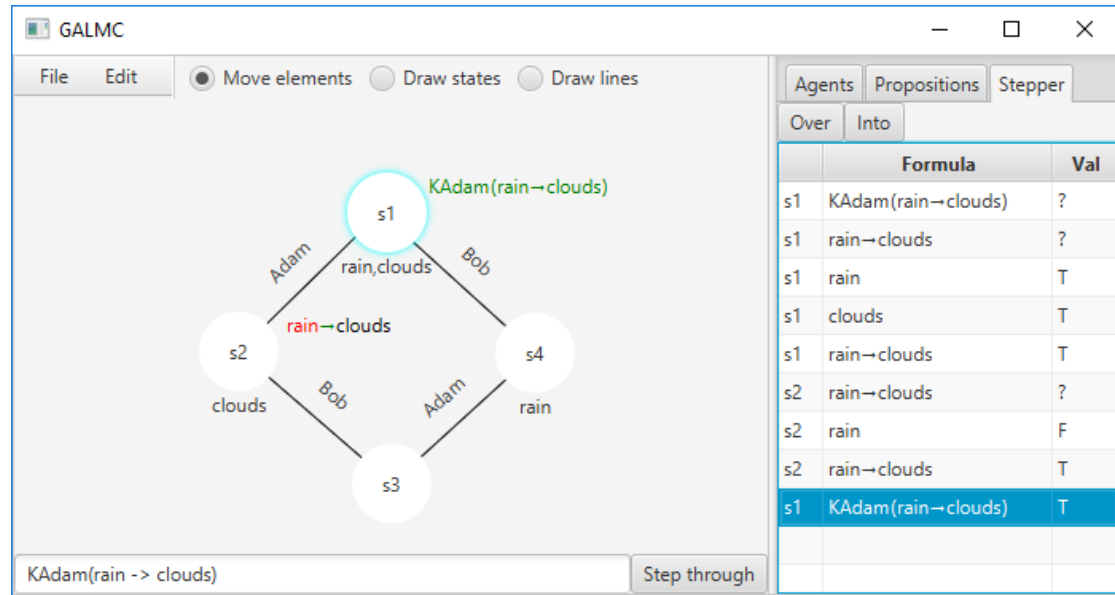 GALMC
File Edit Move elements Draw states Draw lines
KAdam(rain→clouds)
s1
Adam
rain,clouds
Bob
rain→clouds
s2
s4
clouds
Bob
Adam
rain
s3
KAdam(rain -> clouds) Step through
Agents Propositions Stepper
Over Into
Formula Val
s1 KAdam(rain→clouds) ?
s1 rain→clouds ?
s1 rain T
s1 clouds T
s1 rain→clouds T
s2 rain→clouds ?
s2 rain F
s2 rain→clouds T
s1 KAdam(rain→clouds) T